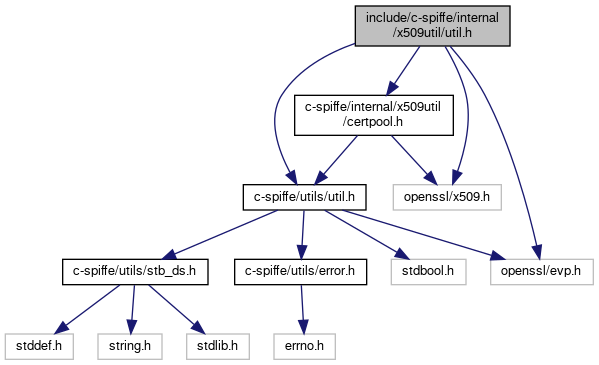 include/c-spiffe/internal
/x509util/util.h
c-spiffe/internal/x509util
/certpool.h
c-spiffe/utils/util.h
openssl/x509.h
c-spiffe/utils/stb_ds.h
c-spiffe/utils/error.h
stdbool.h
openssl/evp.h
stddef.h
string.h
stdlib.h
errno.h